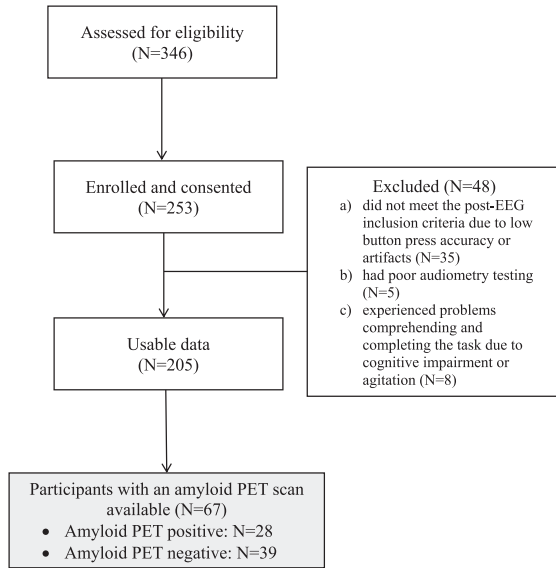 Assessed for eligibility
(N=346)
Enrolled and consented
(N=253)
Excluded (N=48)
a) did not meet the post-EEG
inclusion criteria due to low
button press accuracy or
artifacts (N=35)
b) had poor audiometry testing
(N=5)
c) experienced problems
comprehending and
completing the task due to
cognitive impairment or
agitation (N=8)
Usable data
(N=205)
Participants with an amyloid PET scan
available (N=67)
• Amyloid PET positive: N=28
• Amyloid PET negative: N=39